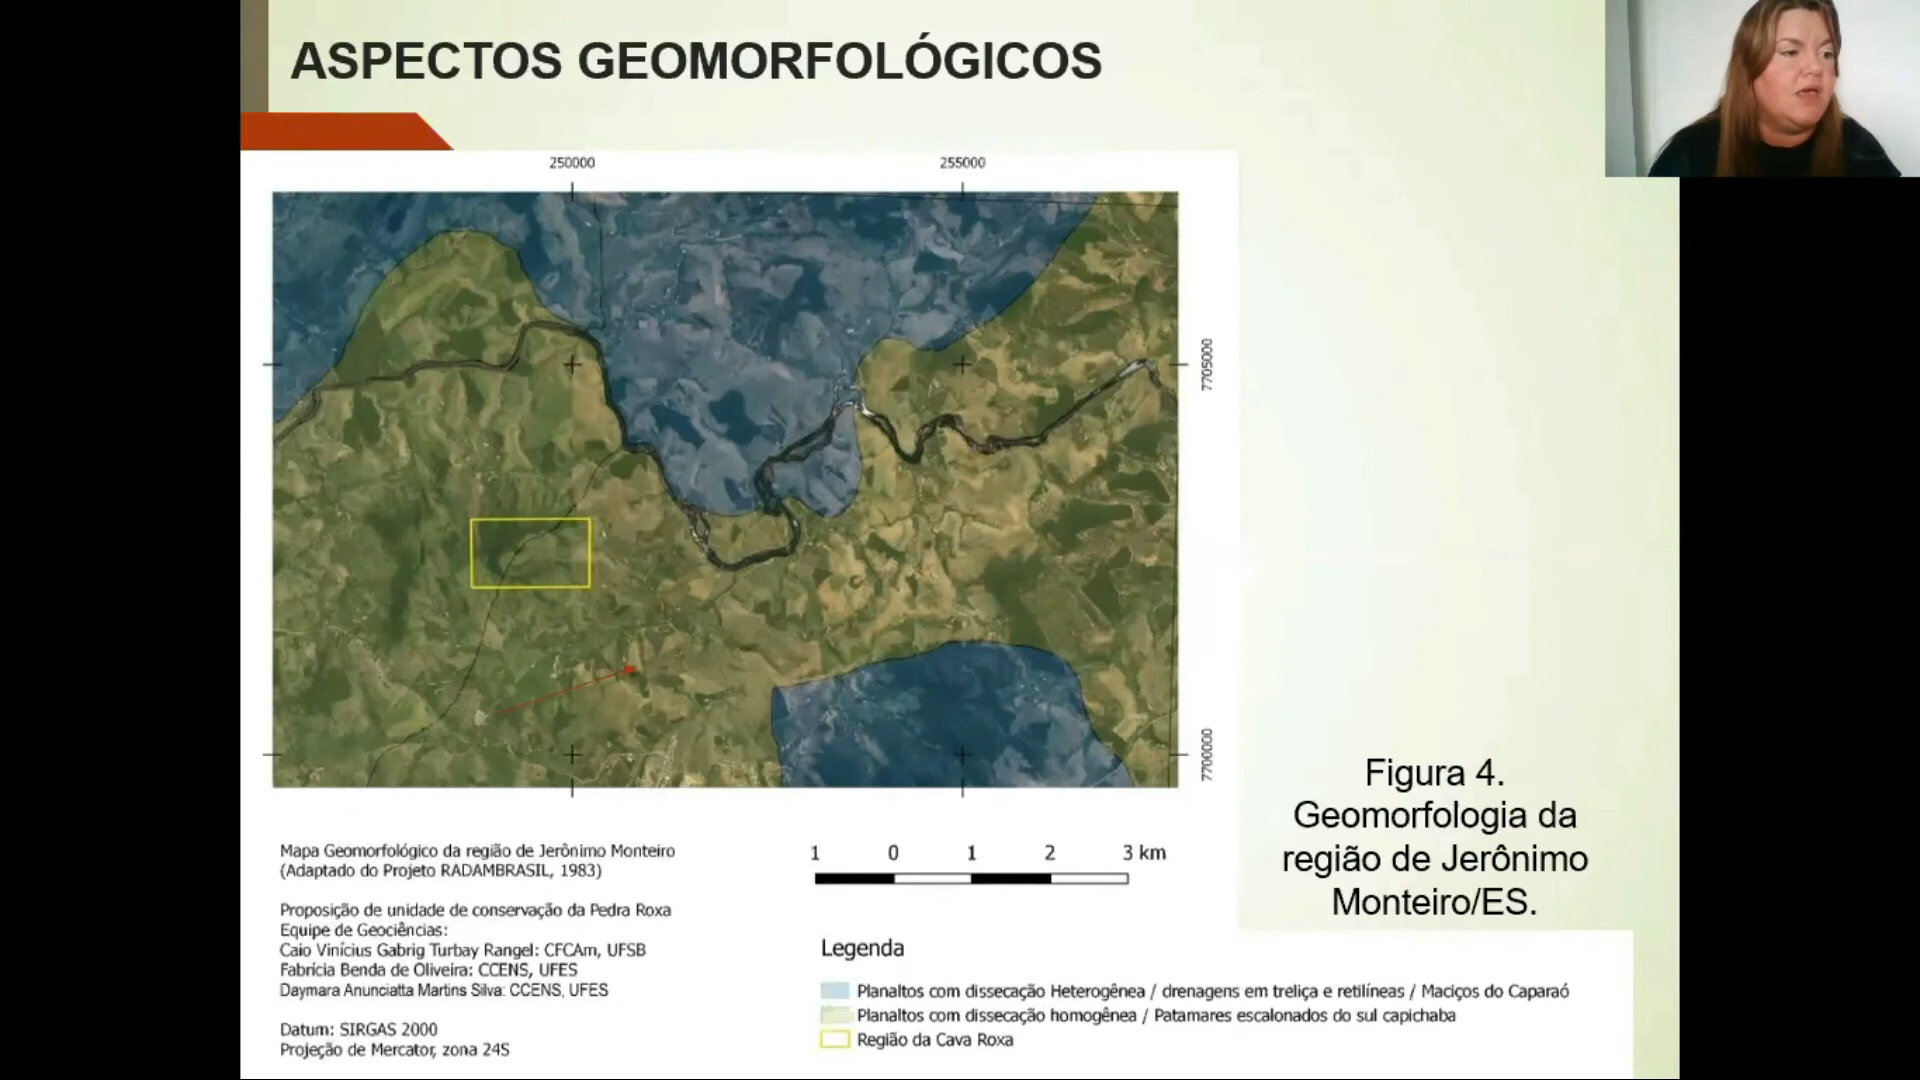 ASPECTOS GEOMORFOLÓGICOS
250000
255000
7705000
7700000
Figura 4.
Geomorfologia da
região de Jerônimo
Monteiro/ES.
Mapa Geomorfológico da região de Jerônimo Monteiro
(Adaptado do Projeto RADAMBRASIL, 1983)
Proposição de unidade de conservação da Pedra Roxa
Equipe de Geociências:
Caio Vinícius Gabrig Turbay Rangel: CFCAm, UFSB
Fabrícia Benda de Oliveira: CCENS, UFES
Daymara Anunciatta Martins Silva: CCENS, UFES
Datum: SIRGAS 2000
Projeção de Mercator, zona 24S
1 0 1 2 3 km
Legenda
Planaltos com dissecação Heterogênea / drenagens em treliça e retilíneas / Maciços do Caparaó
Planaltos com dissecação homogênea / Patamares escalonados do sul capichaba
Região da Cava Roxa